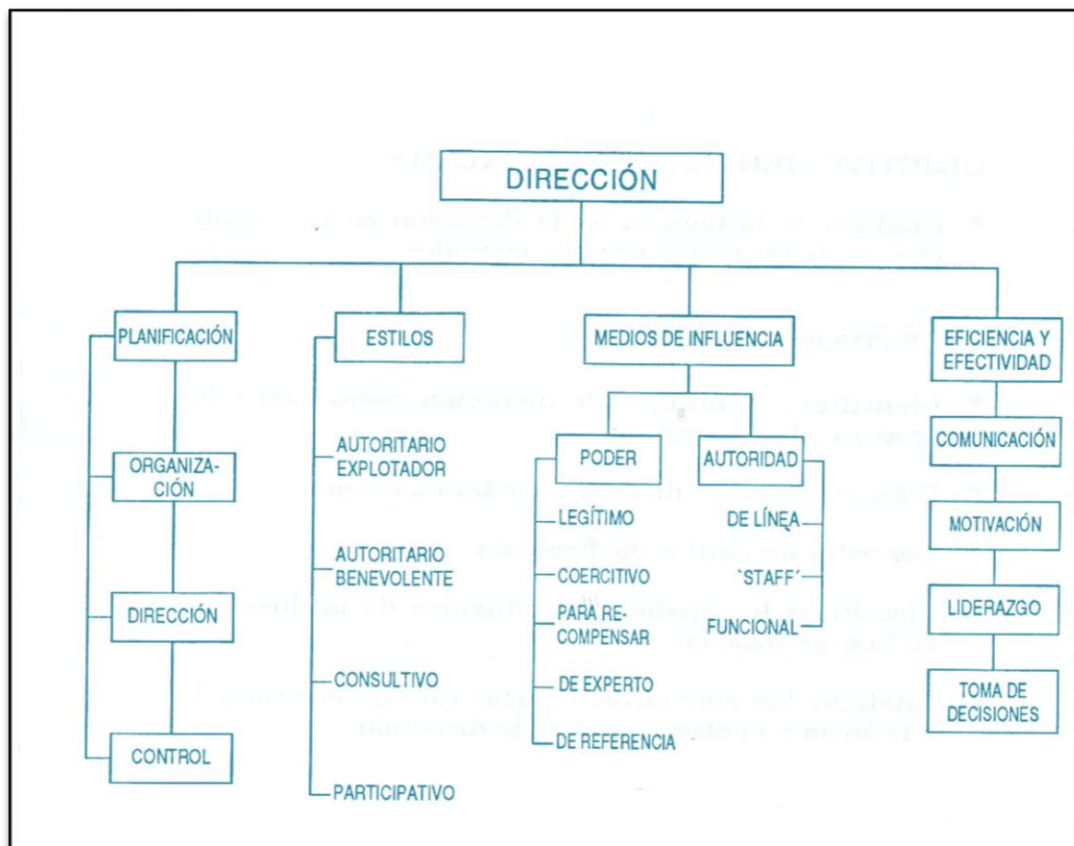 DIRECCIÓN
PLANIFICACIÓN
ORGANIZA-
CIÓN
DIRECCIÓN
CONTROL
ESTILOS
AUTORITARIO
EXPLOTADOR
AUTORITARIO
BENEVOLENTE
CONSULTIVO
PARTICIPATIVO
MEDIOS DE INFLUENCIA
PODER
LEGÍTIMO
COERCITIVO
PARA RE-
COMPENSAR
DE EXPERTO
DE REFERENCIA
AUTORIDAD
DE LÍNEA
`STAFF´
FUNCIONAL
EFICIENCIA Y
EFECTIVIDAD
COMUNICACIÓN
MOTIVACIÓN
LIDERAZGO
TOMA DE
DECISIONES